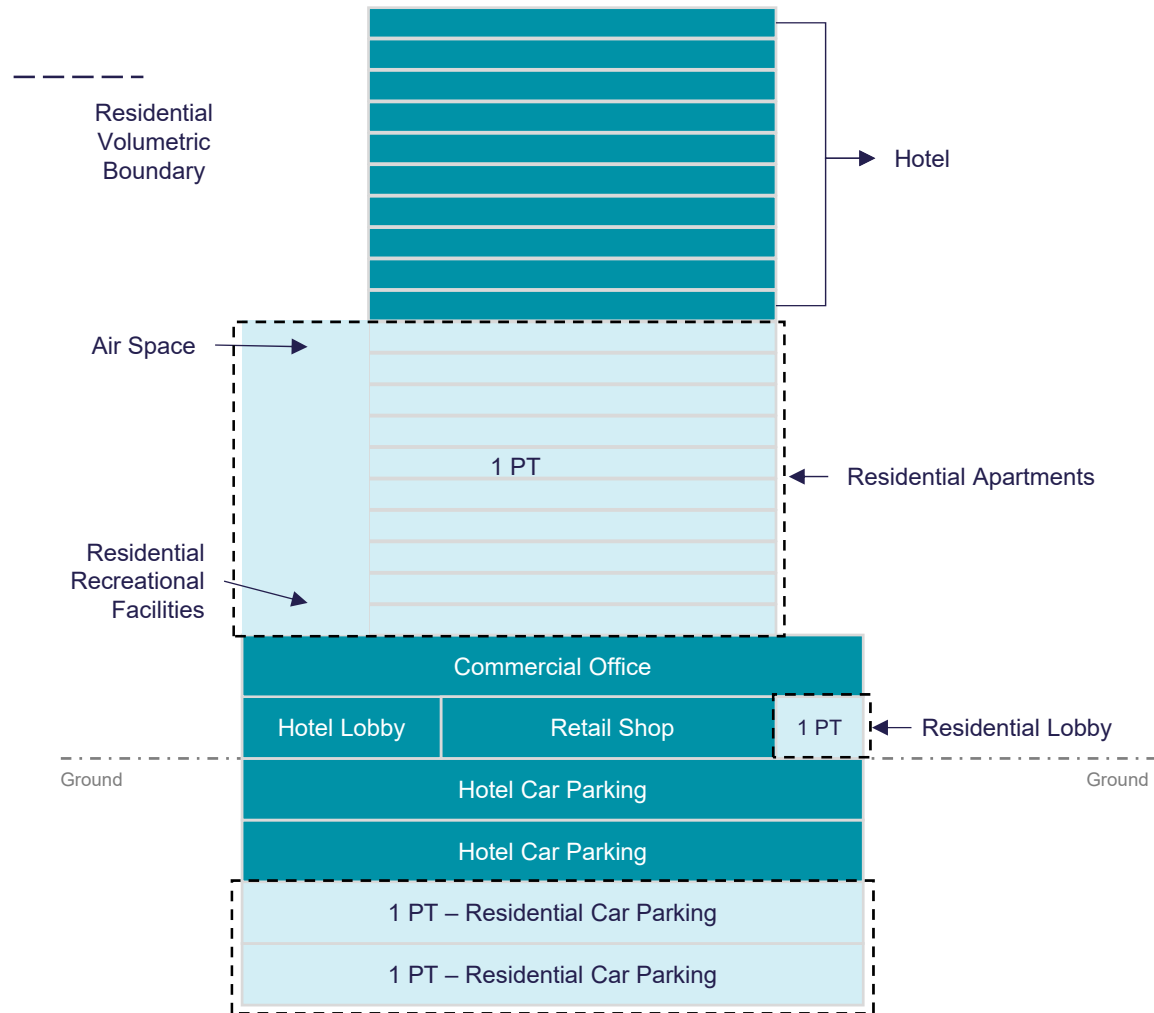 Residential
Volumetric
Boundary
Hotel
Air Space
1 PT
Residential Apartments
Residential
Recreational
Facilities
Commercial Office
Hotel Lobby
Retail Shop
1 PT
Residential Lobby
Ground
Ground
Hotel Car Parking
Hotel Car Parking
1 PT – Residential Car Parking
1 PT – Residential Car Parking